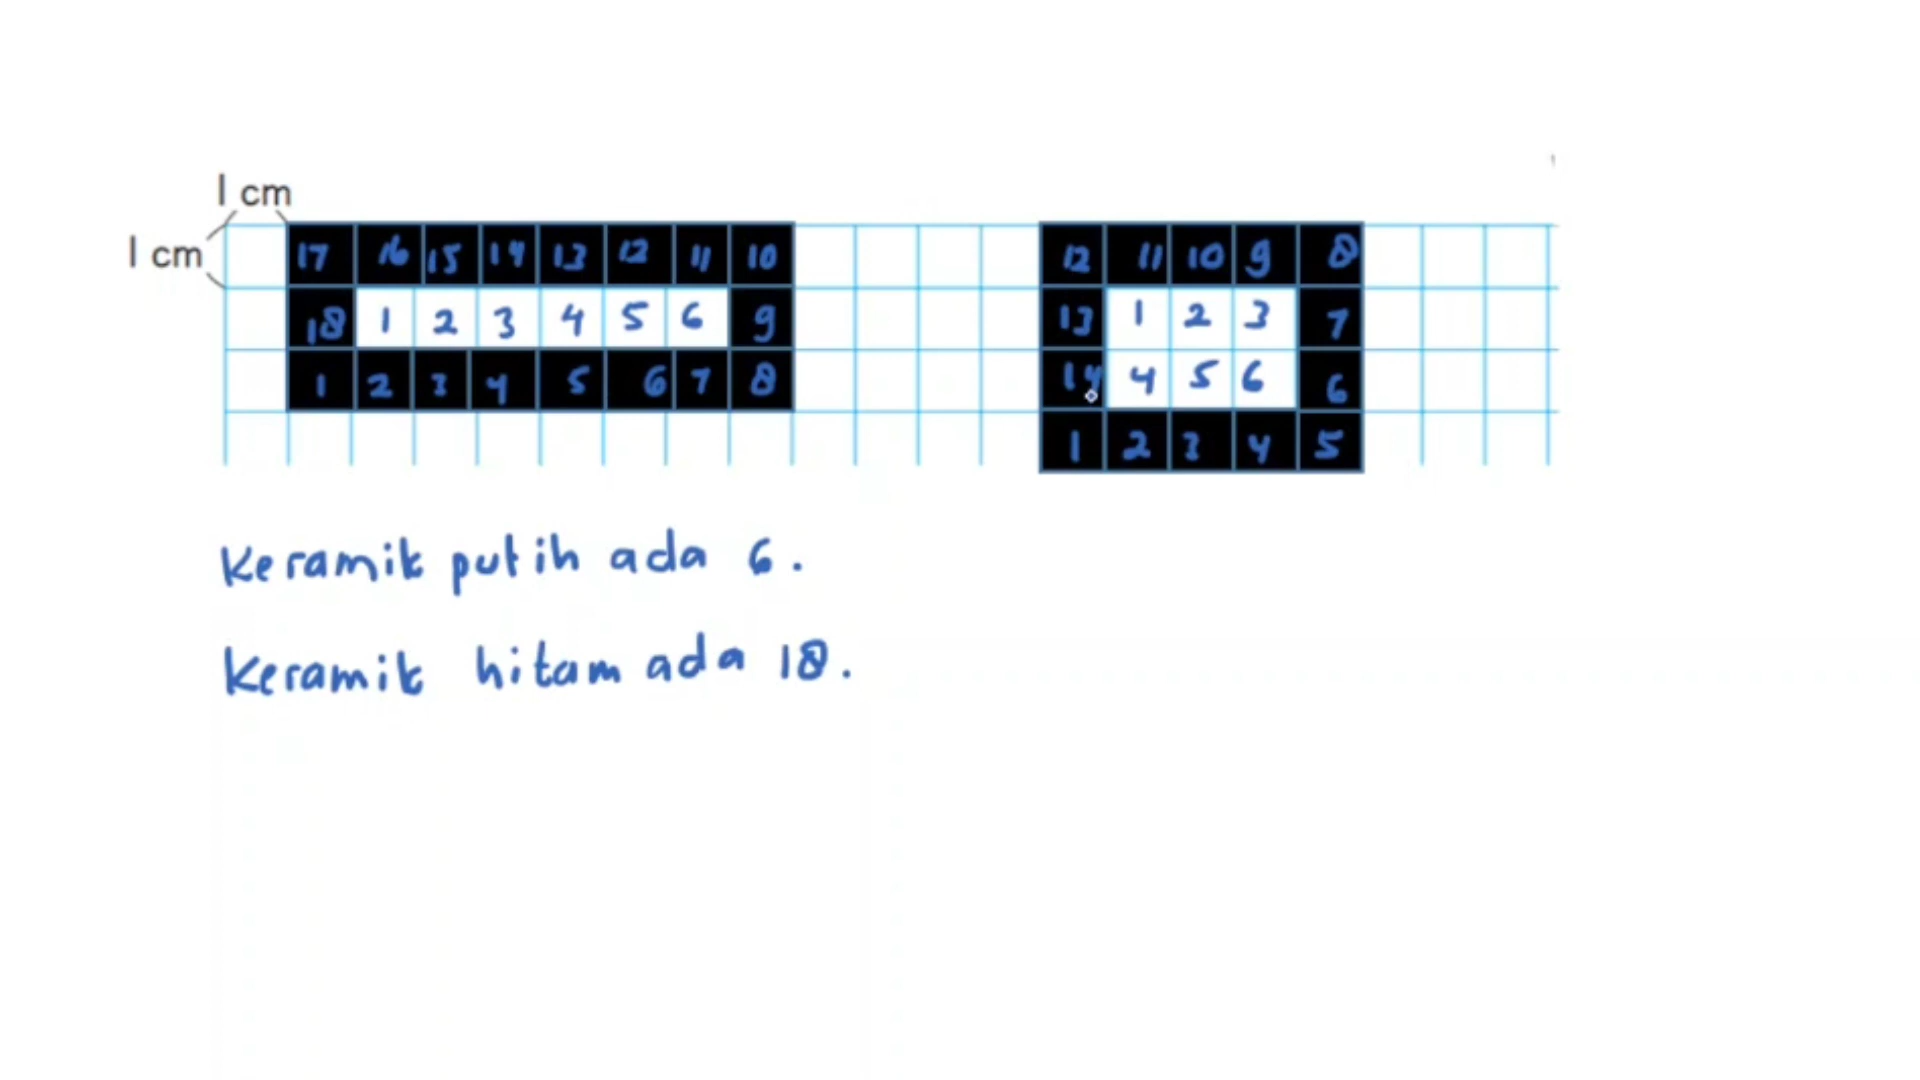 1 cm
1 cm
17 16 15 14 13 12 11 10
18 1 2 3 4 5 6 9
1 2 3 4 5 6 7 8
12 11 10 9 8
13 1 2 3 7
14 4 5 6 6
1 2 3 4 5
Keramik putih ada 6.
Keramik hitam ada 18.